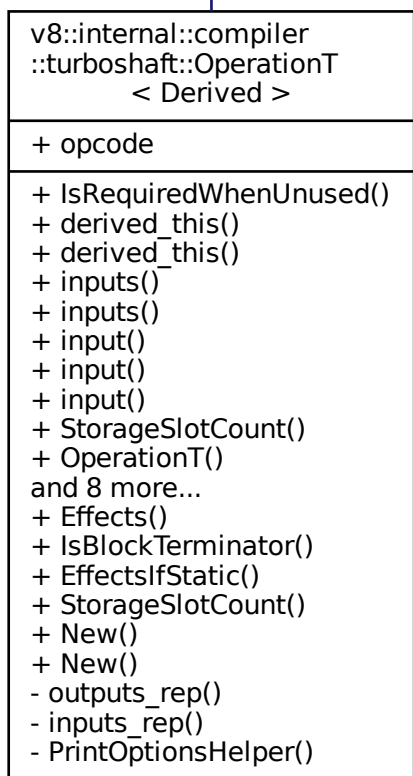 v8::internal::compiler
::turboshaft::OperationT
< Derived >
+ opcode
+ IsRequiredWhenUnused()
+ derived_this()
+ derived_this()
+ inputs()
+ inputs()
+ input()
+ input()
+ input()
+ StorageSlotCount()
+ OperationT()
and 8 more...
+ Effects()
+ IsBlockTerminator()
+ EffectsIfStatic()
+ StorageSlotCount()
+ New()
+ New()
- outputs_rep()
- inputs_rep()
- PrintOptionsHelper()